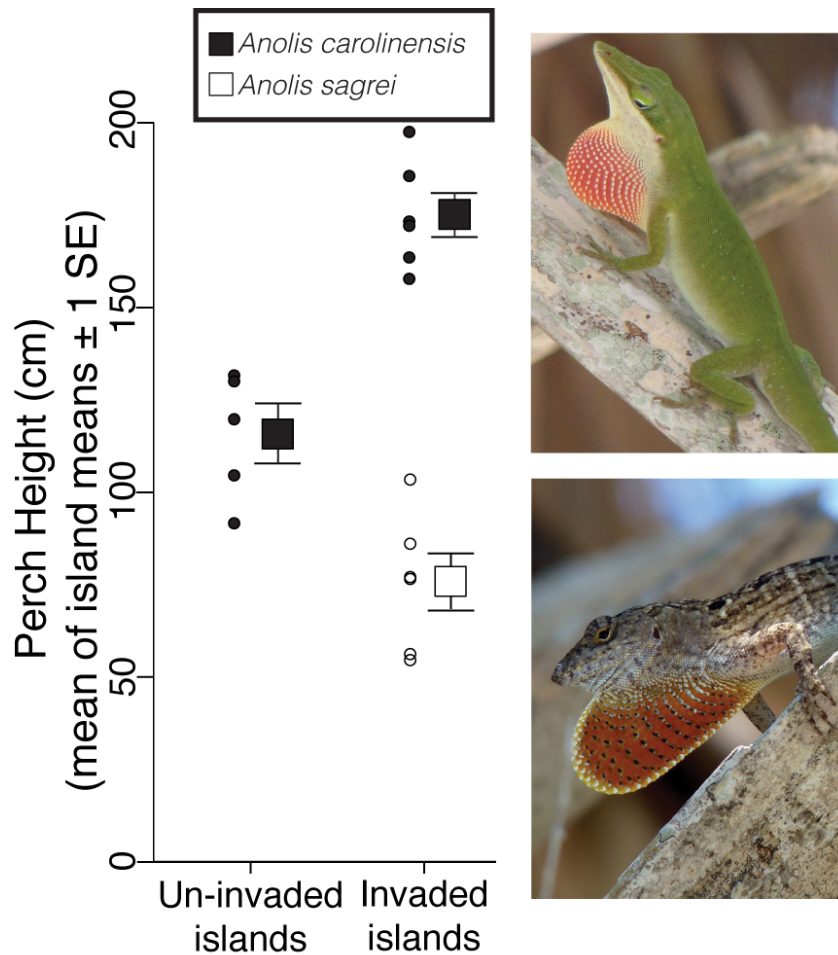 Anolis carolinensis
Anolis sagrei
Perch Height (cm)
(mean of island means ± 1 SE)
200
150
100
50
0
Un-invaded
islands
Invaded
islands